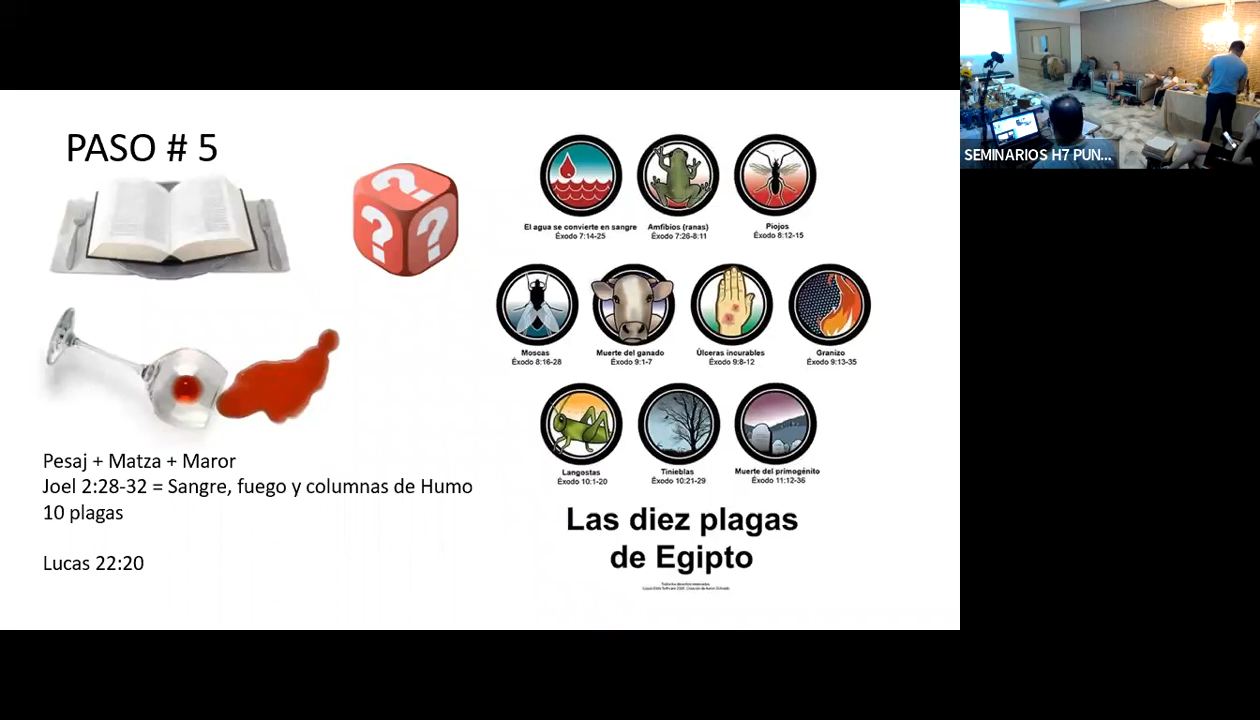 PASO # 5
Pesaj + Matza + Maror
Joel 2:28-32 = Sangre, fuego y columnas de Humo
10 plagas
Lucas 22:20
El agua se convierte en sangre
Éxodo 7:14-25
Amfibios (ranas)
Éxodo 7:26-8:11
Piojos
Éxodo 8:12-15
Moscas
Éxodo 8:16-28
Muerte del ganado
Éxodo 9:1-7
Úlceras incurables
Éxodo 9:8-12
Granizo
Éxodo 9:13-35
Langostas
Éxodo 10:1-20
Tinieblas
Éxodo 10:21-29
Muerte del primogénito
Éxodo 11:12-36
Las diez plagas
de Egipto
SEMINARIOS H7 PUN...